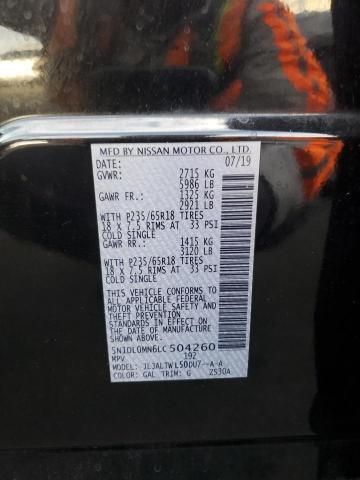 MFD BY NISSAN MOTOR CO., LTD.
DATE: 07/19
GVWR: 2715 KG
5986 LB
GAWR FR: 1325 KG
2921 LB
WITH P235/65R18 TIRES
18 X 7.5 RIMS AT 33 PSI
COLD SINGLE
GAWR RR: 1415 KG
3120 LB
WITH P235/65R18 TIRES
18 X 7.5 RIMS AT 33 PSI
COLD SINGLE
THIS VEHICLE CONFORMS TO
ALL APPLICABLE FEDERAL
MOTOR VEHICLE SAFETY AND
THEFT PREVENTION
STANDARDS IN EFFECT ON
THE DATE OF MANUFACTURE
SHOWN ABOVE.
5N1DL0MN6LC504260
MPV 192
MODEL: JLJALTWL50DU7--A-A
COLOR: GAL TRIM: G ZS30A